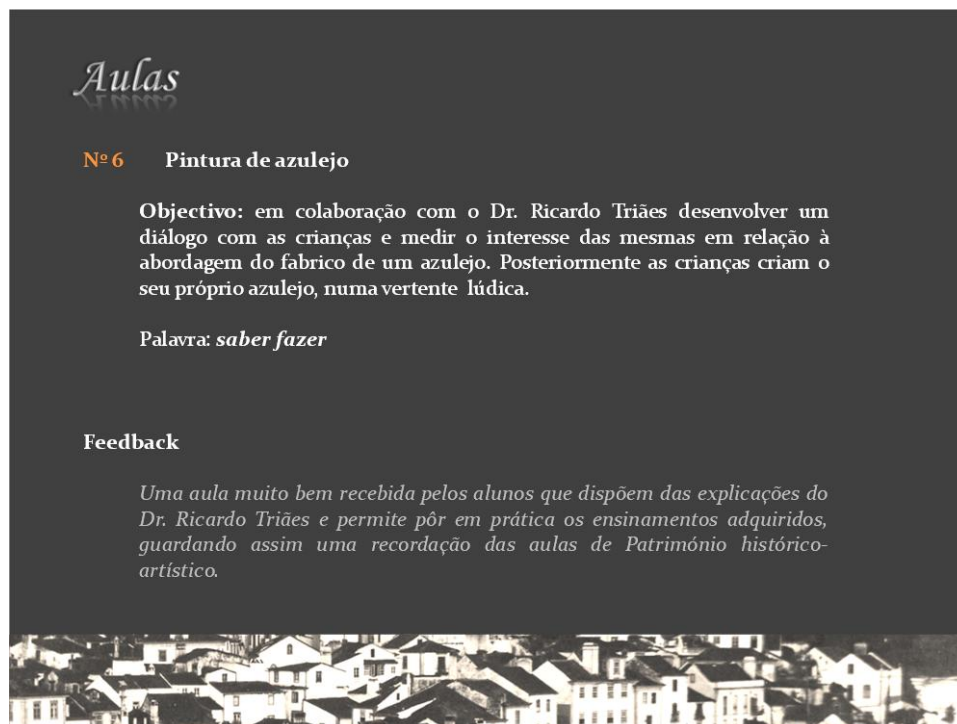 Aulas
Nº 6 Pintura de azulejo
Objectivo: em colaboração com o Dr. Ricardo Triães desenvolver um
diálogo com as crianças e medir o interesse das mesmas em relação à
abordagem do fabrico de um azulejo. Posteriormente as crianças criam o
seu próprio azulejo, numa vertente lúdica.
Palavra: saber fazer
Feedback
Uma aula muito bem recebida pelos alunos que dispõem das explicações do
Dr. Ricardo Triães e permite pôr em prática os ensinamentos adquiridos,
guardando assim uma recordação das aulas de Património histórico-
artístico.